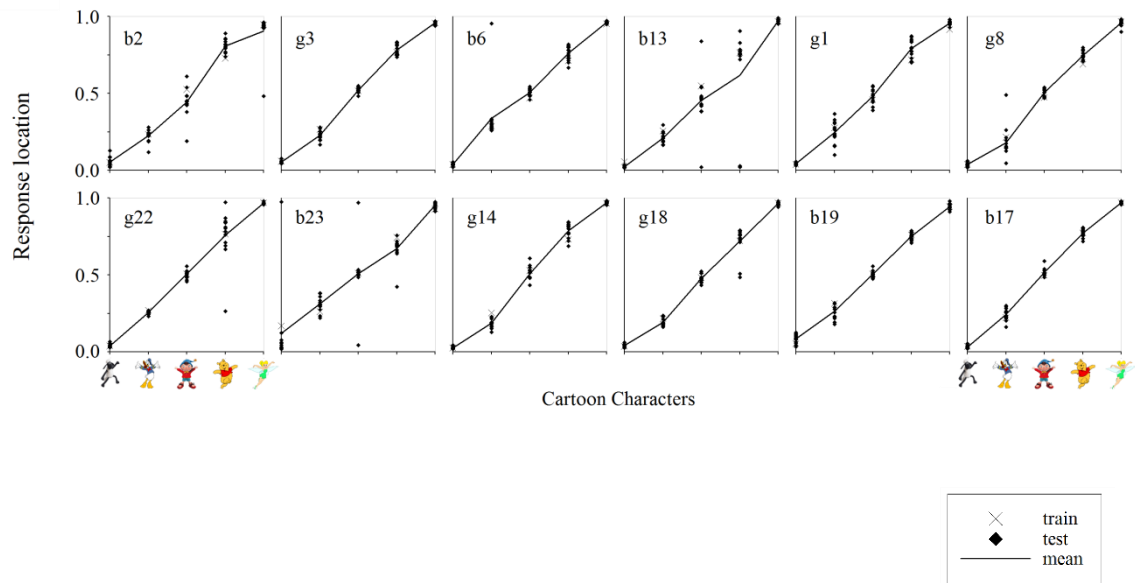 1.0 b2 g3 b6 b13 g1 g8
0.5
0.0
Response location
1.0 g22 b23 g14 g18 b19 b17
0.5
0.0
Cartoon Characters
train
test
mean